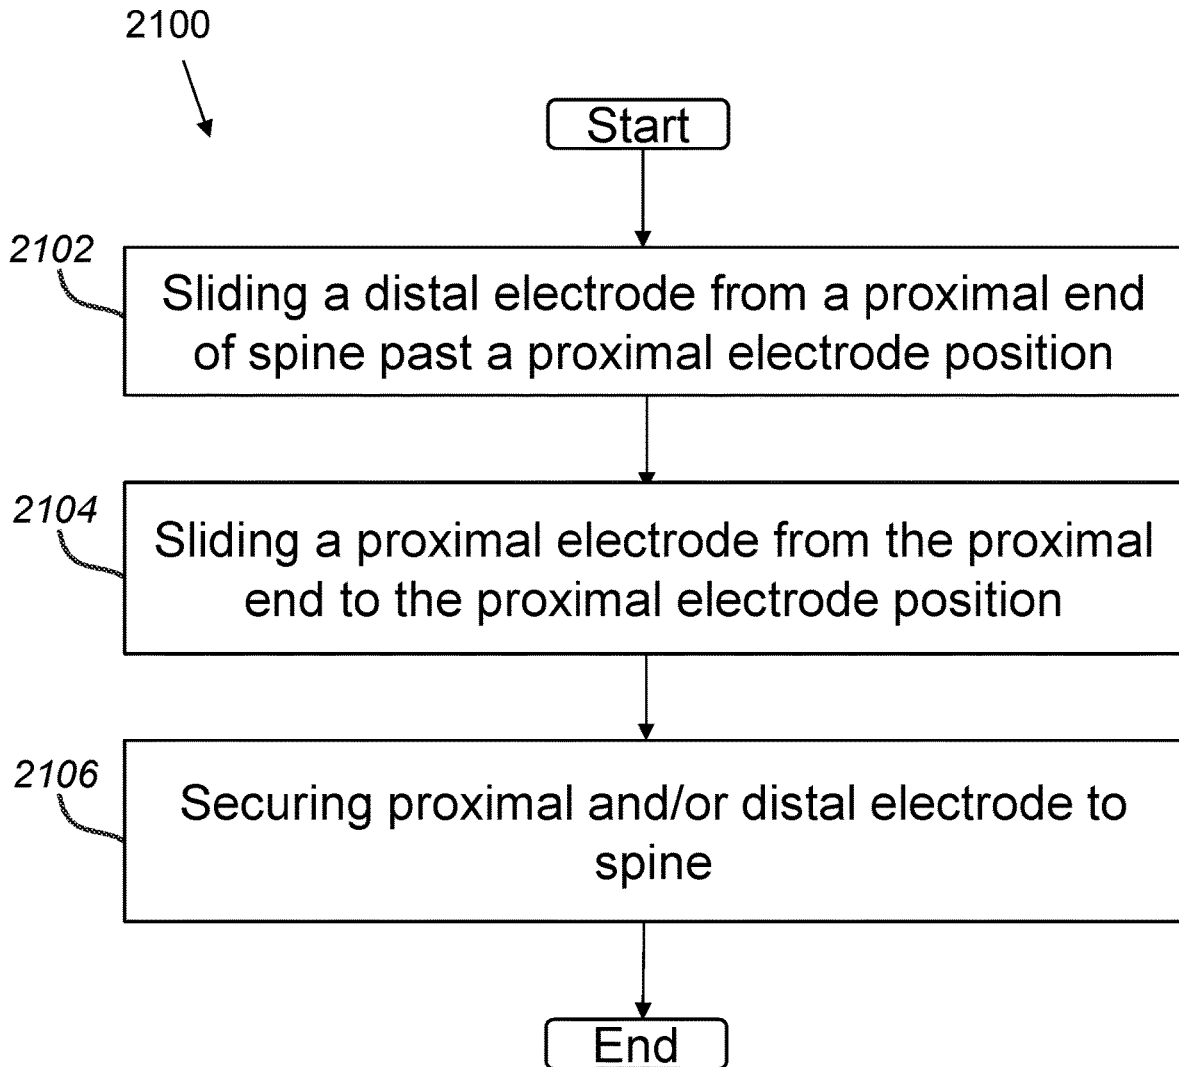 2100
Start
2102
Sliding a distal electrode from a proximal end
of spine past a proximal electrode position
2104
Sliding a proximal electrode from the proximal
end to the proximal electrode position
2106
Securing proximal and/or distal electrode to
spine
End